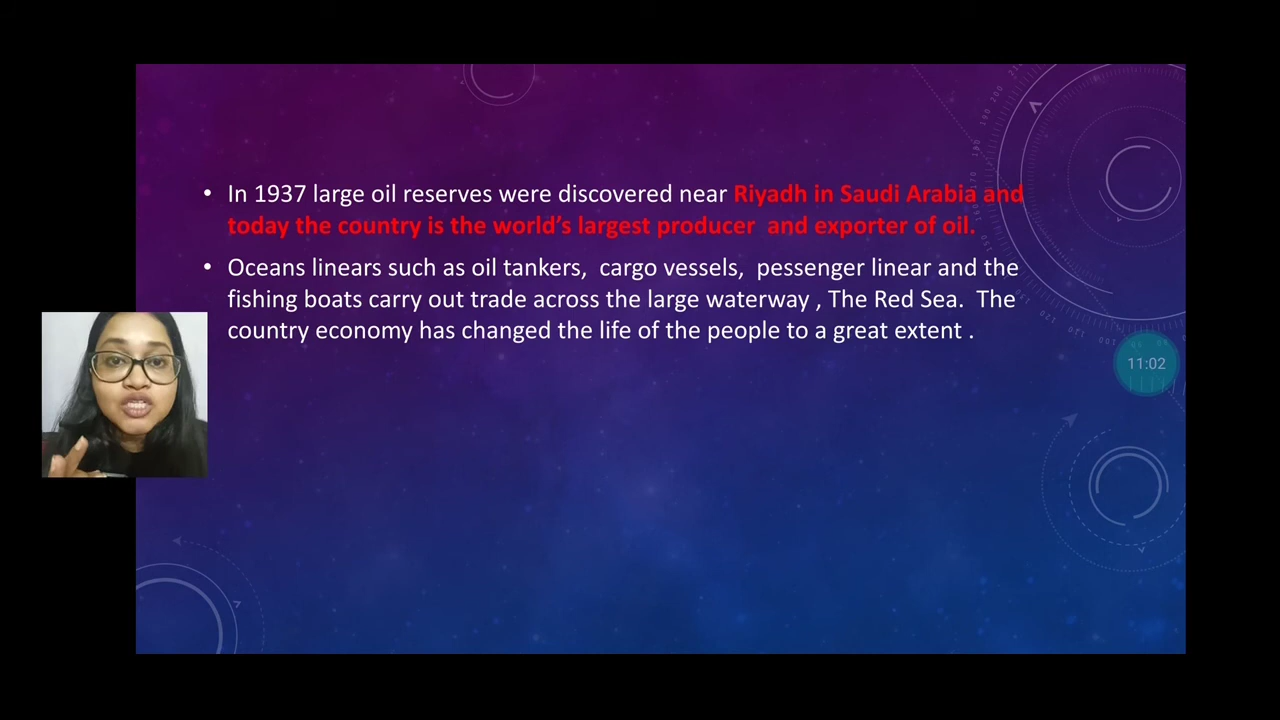 • In 1937 large oil reserves were discovered near Riyadh in Saudi Arabia and
today the country is the world’s largest producer  and exporter of oil.
• Oceans linears such as oil tankers,  cargo vessels,  pessenger linear and the
fishing boats carry out trade across the large waterway , The Red Sea.  The
country economy has changed the life of the people to a great extent .
11:02